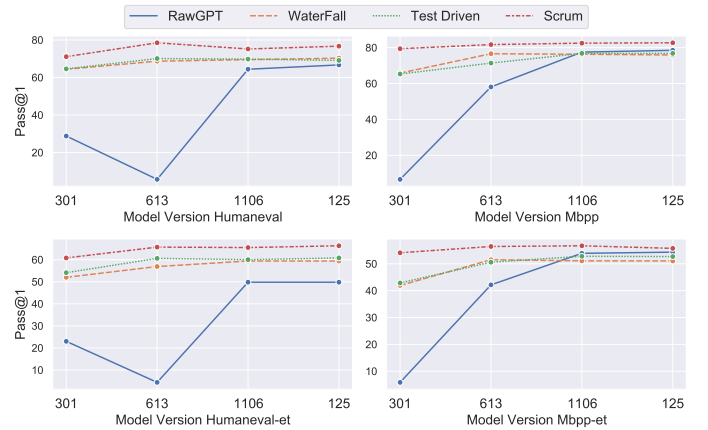 RawGPT WaterFall Test Driven Scrum
80
60
40
20
Pass@1
301 613 1106 125
Model Version Humaneval
80
60
40
20
301 613 1106 125
Model Version Mbpp
60
50
40
30
20
10
Pass@1
301 613 1106 125
Model Version Humaneval-et
50
40
30
20
10
301 613 1106 125
Model Version Mbpp-et